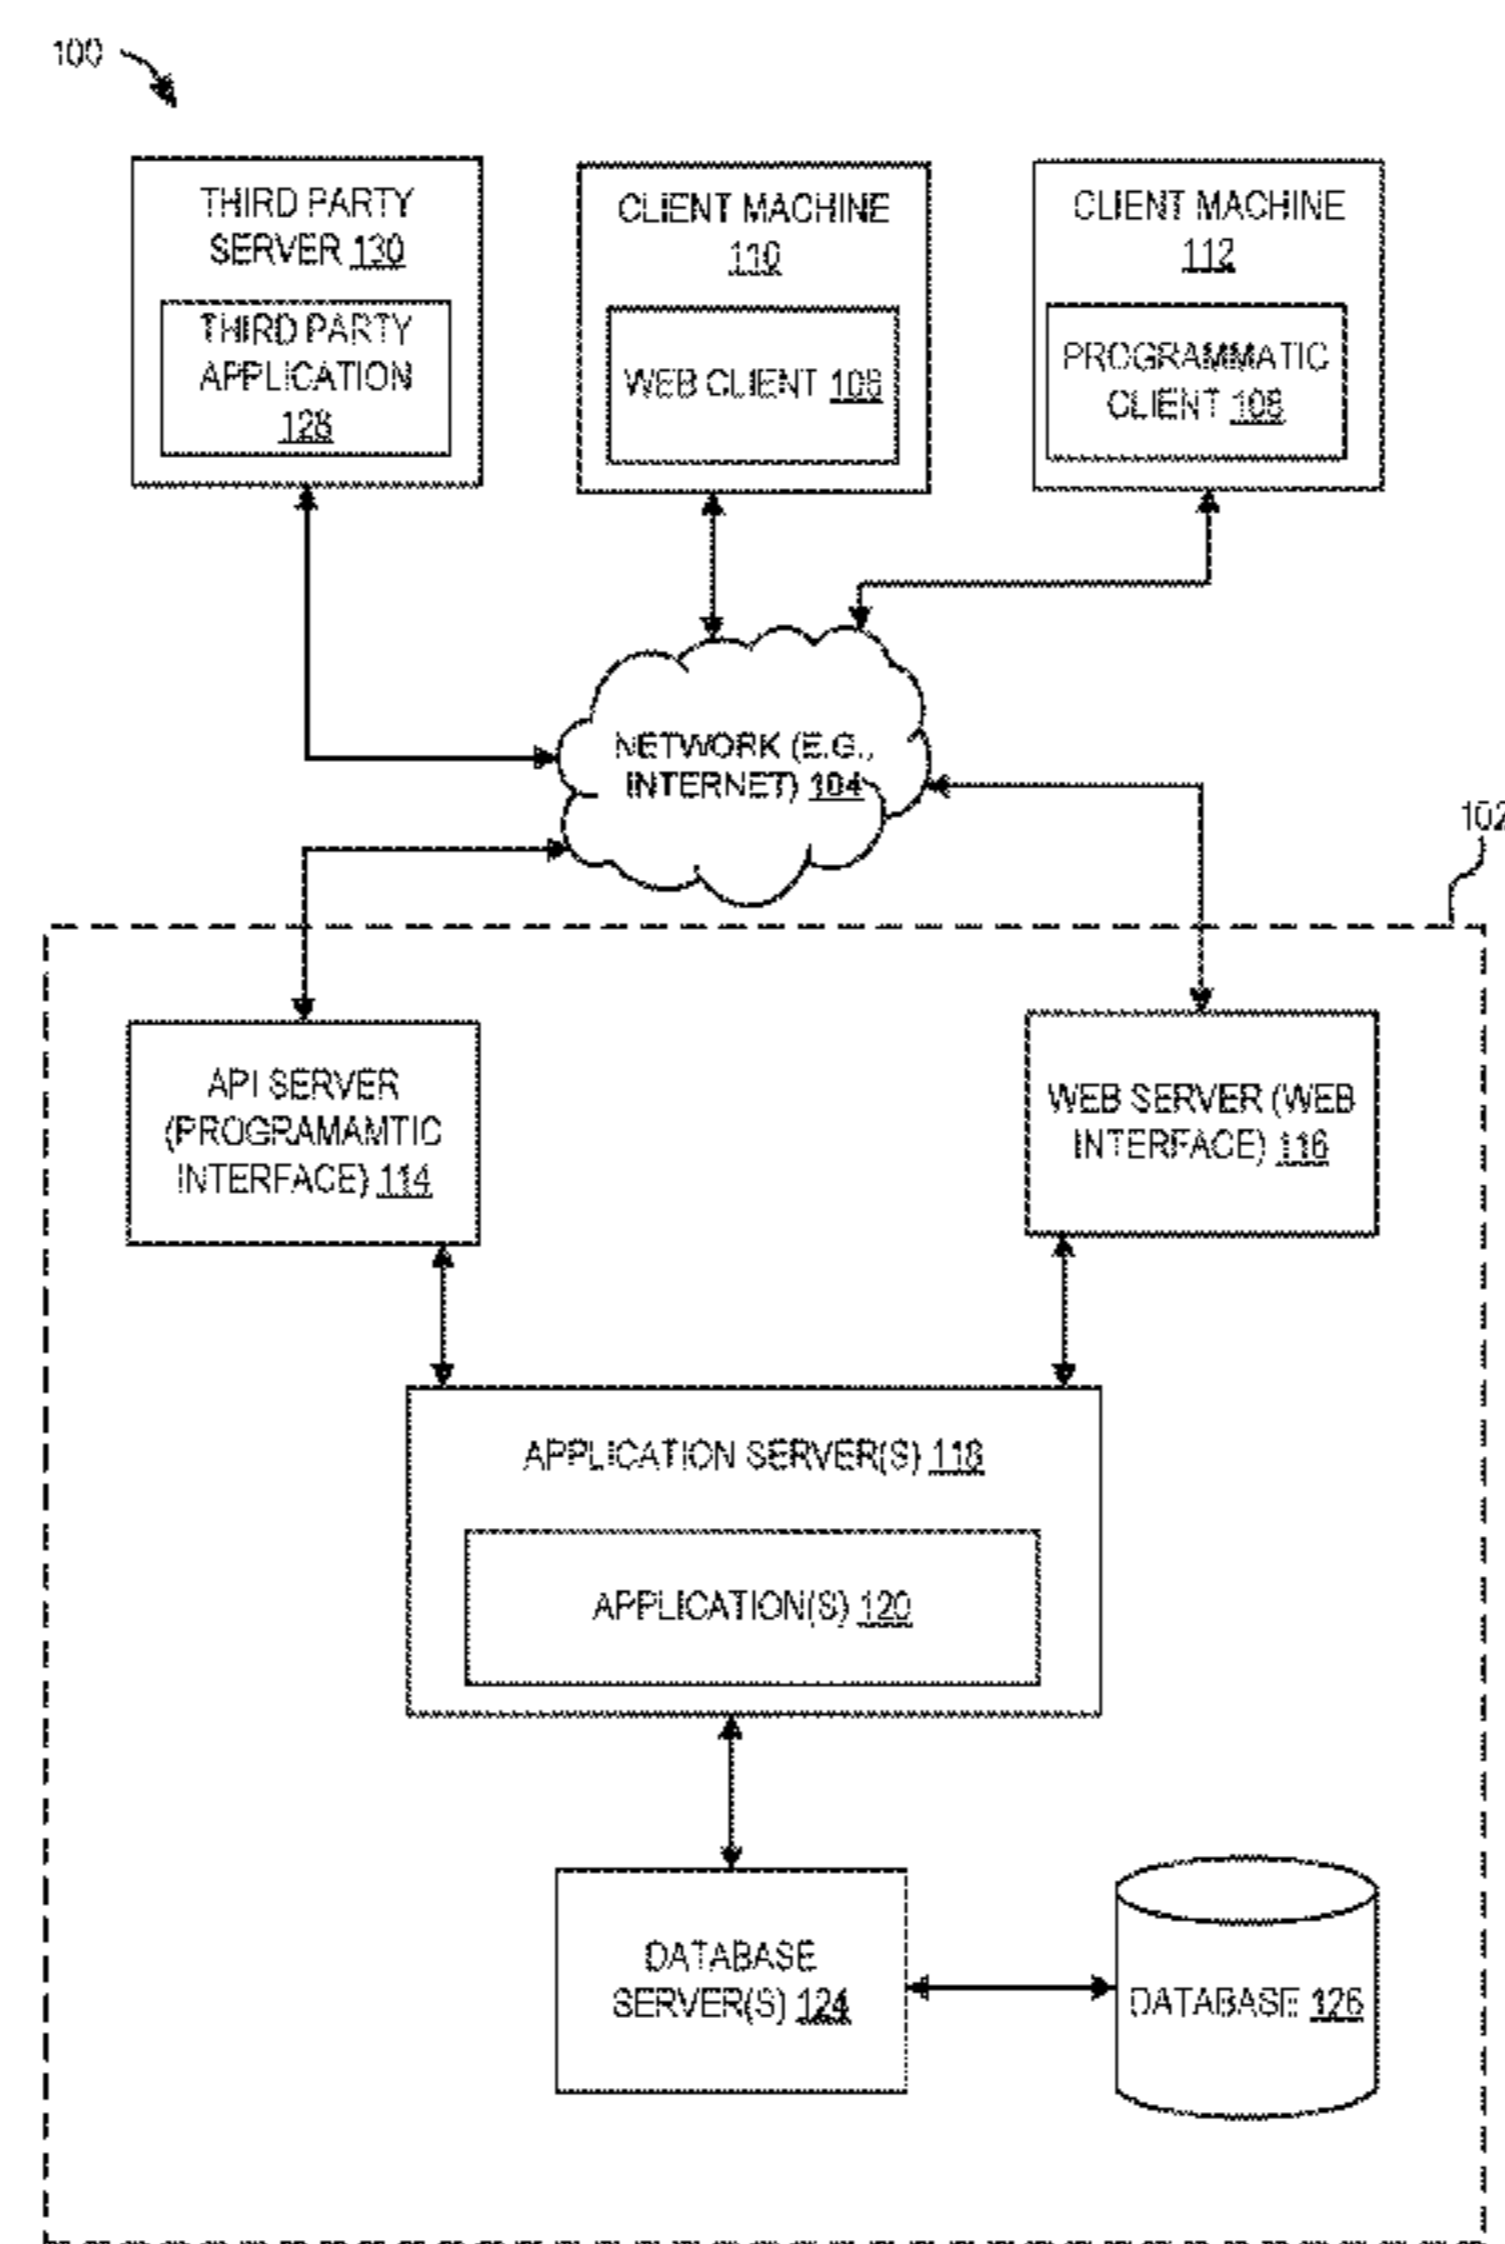 100
THIRD PARTY
SERVER 130
THIRD PARTY
APPLICATION
128
CLIENT MACHINE
110
WEB CLIENT 106
CLIENT MACHINE
112
PROGRAMMATIC
CLIENT 108
NETWORK (E.G.,
INTERNET) 104
102
API SERVER
(PROGRAMAMTIC
INTERFACE) 114
WEB SERVER (WEB
INTERFACE) 116
APPLICATION SERVER(S) 118
APPLICATION(S) 120
DATABASE
SERVER(S) 124
DATABASE 126